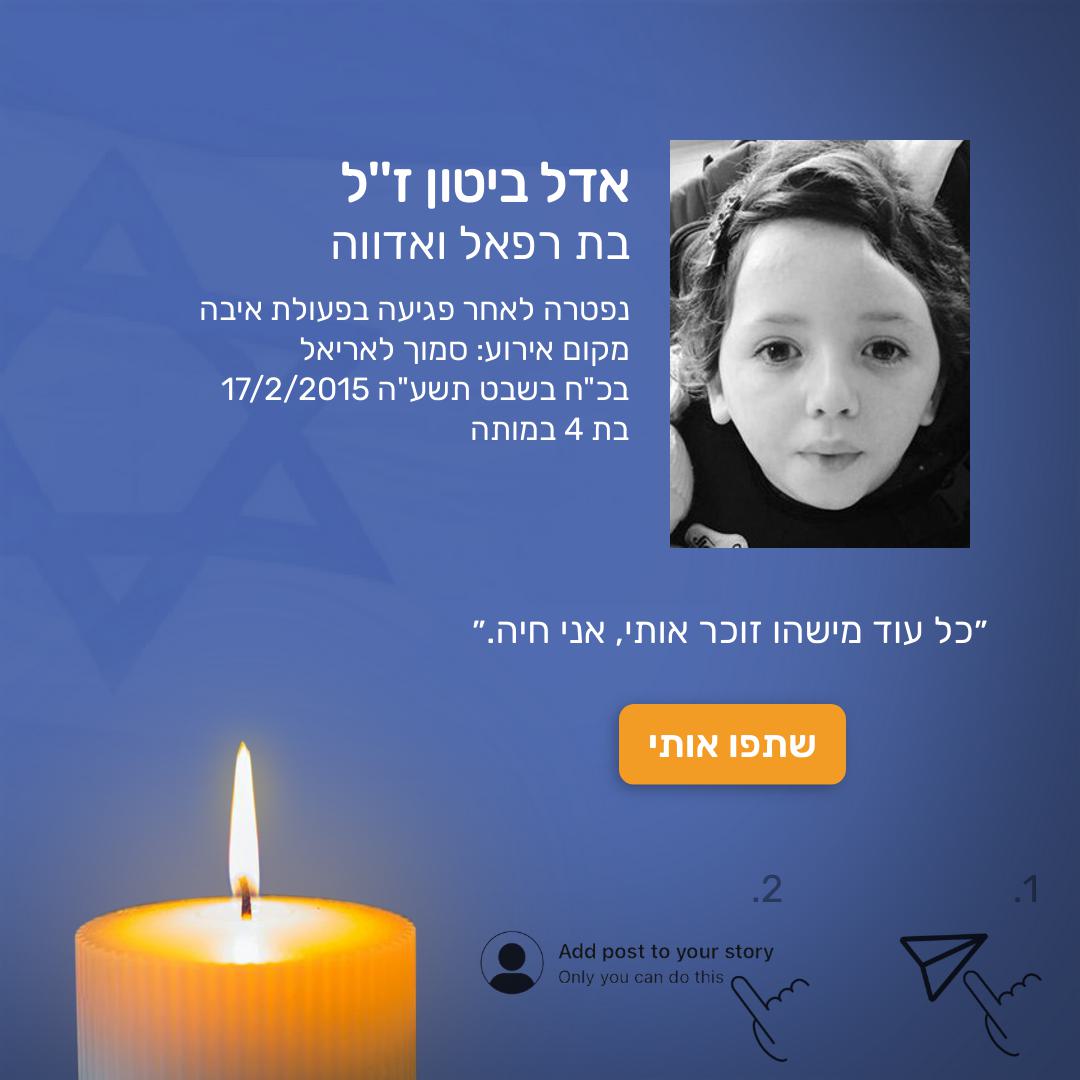 אדל ביטון ז"ל
בת רפאל ואדווה
נפטרה לאחר פגיעה בפעולת איבה
מקום אירוע: סמוך לאריאל
בכ"ח בשבט תשע"ה 17/2/2015
בת 4 במותה
״כל עוד מישהו זוכר אותי, אני חיה.״
שתפו אותי
1.
2.
Add post to your story
Only you can do this